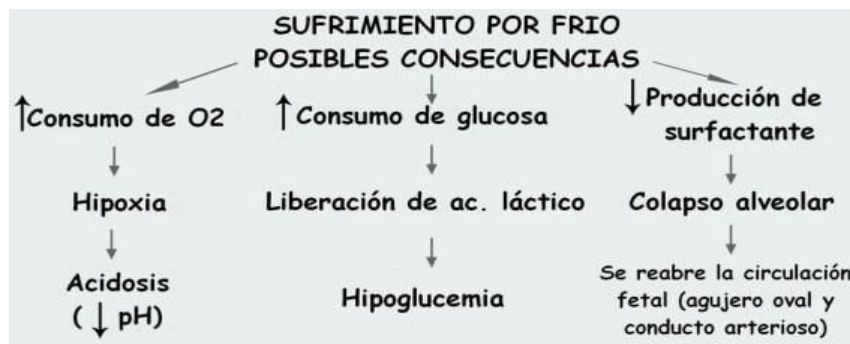 SUFRIMIENTO POR FRIO
POSIBLES CONSECUENCIAS
↑Consumo de O2
Hipoxia
Acidosis
( ↓ pH)
↑ Consumo de glucosa
Liberación de ac. láctico
Hipoglucemia
↓ Producción de
surfactante
Colapso alveolar
Se reabre la circulación
fetal (agujero oval y
conducto arterioso)